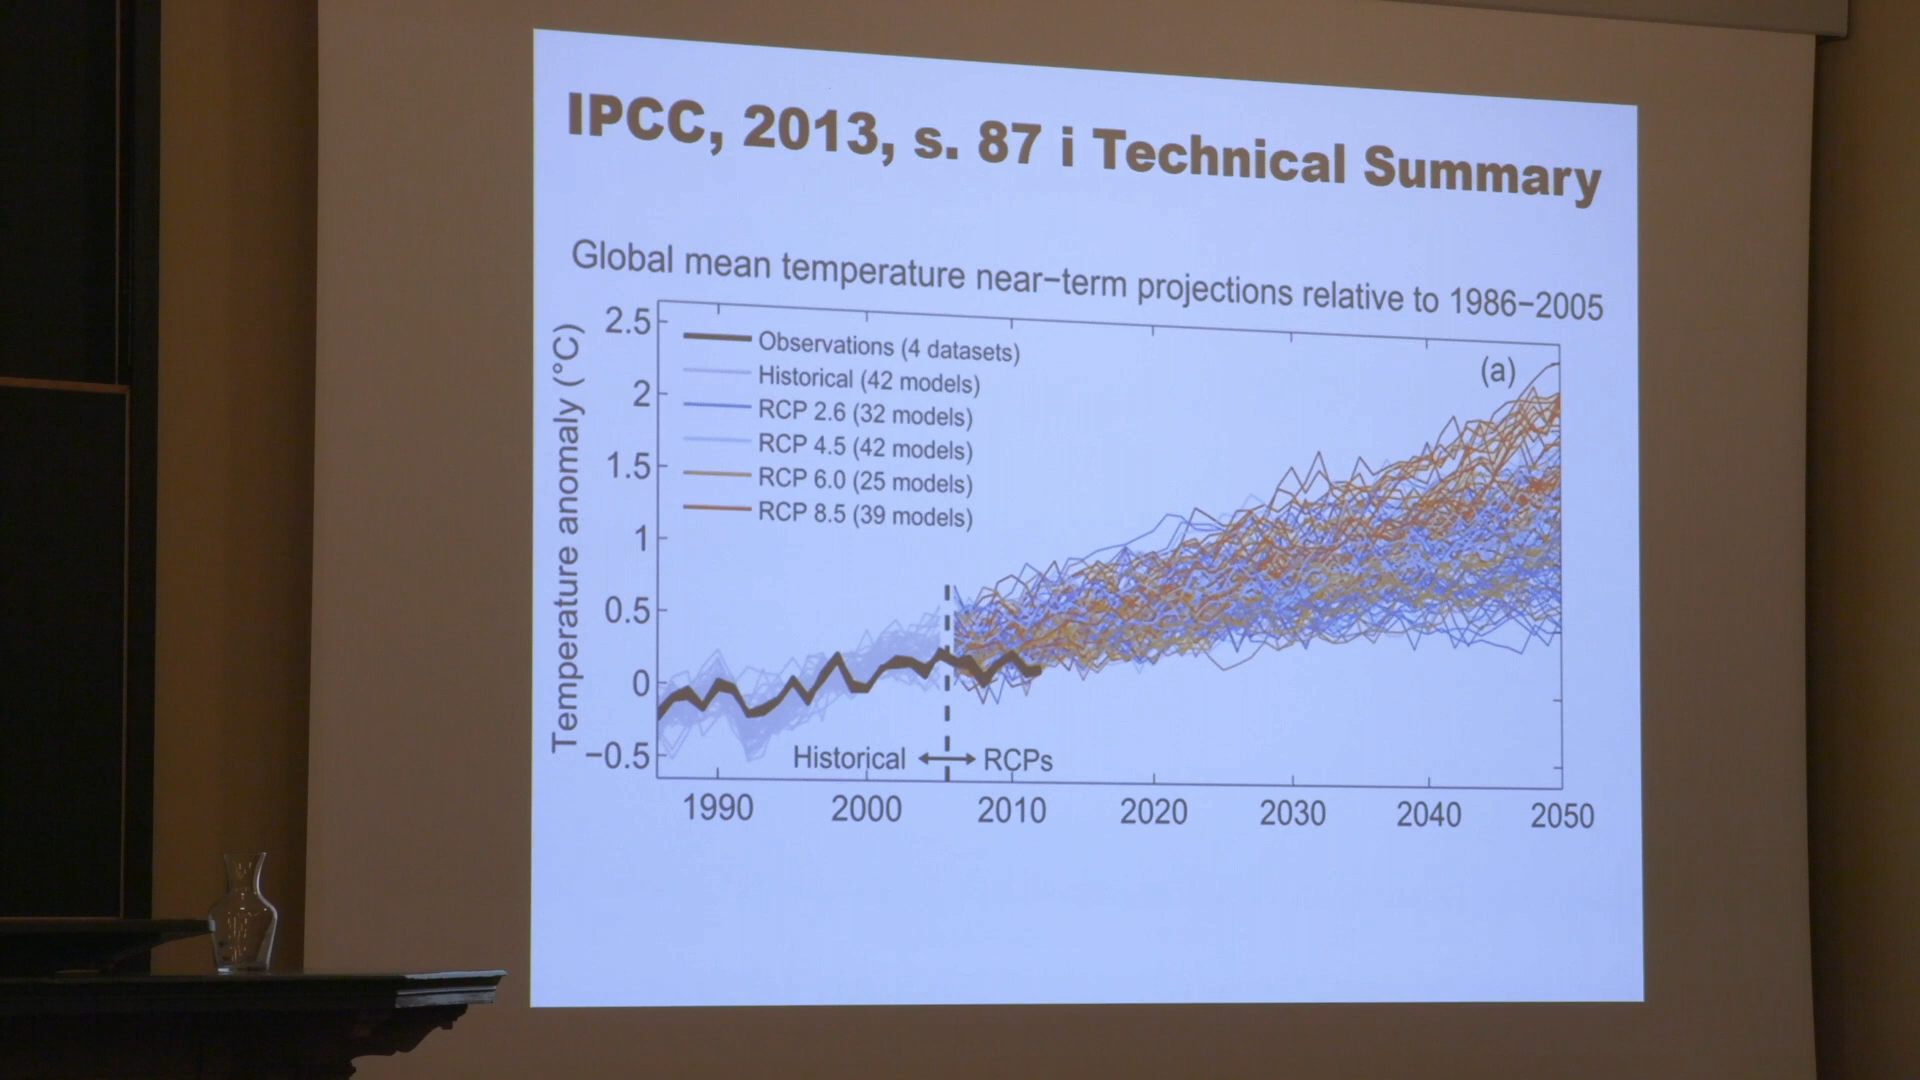 IPCC, 2013, s. 87 i Technical Summary
Global mean temperature near−term projections relative to 1986−2005
Temperature anomaly (°C)
2.5
2
1.5
1
0.5
0
−0.5
Observations (4 datasets)
Historical (42 models)
RCP 2.6 (32 models)
RCP 4.5 (42 models)
RCP 6.0 (25 models)
RCP 8.5 (39 models)
(a)
Historical
RCPs
1990 2000 2010 2020 2030 2040 2050